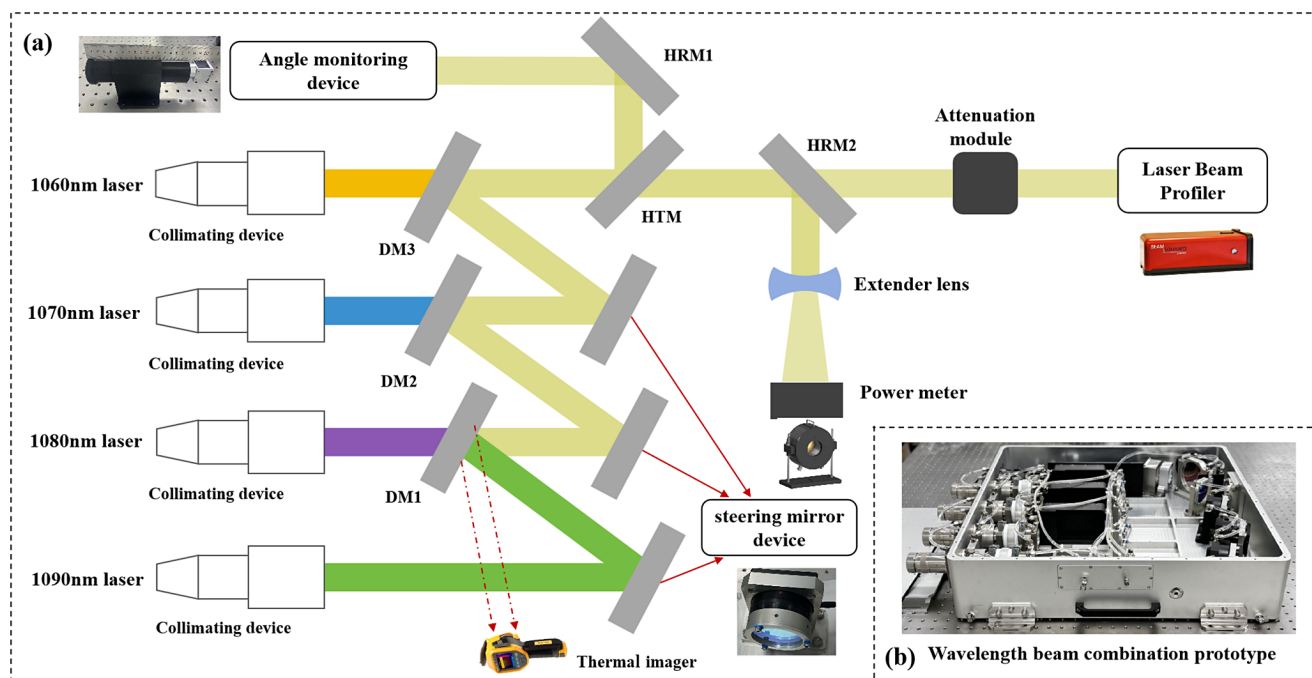 (a)
Angle monitoring
device
HRM1
1060nm laser
Collimating device
DM3
HTM
HRM2
Attenuation
module
Laser Beam
Profiler
1070nm laser
Collimating device
DM2
Extender lens
Power meter
1080nm laser
Collimating device
DM1
steering mirror
device
1090nm laser
Collimating device
Thermal imager
(b)
Wavelength beam combination prototype